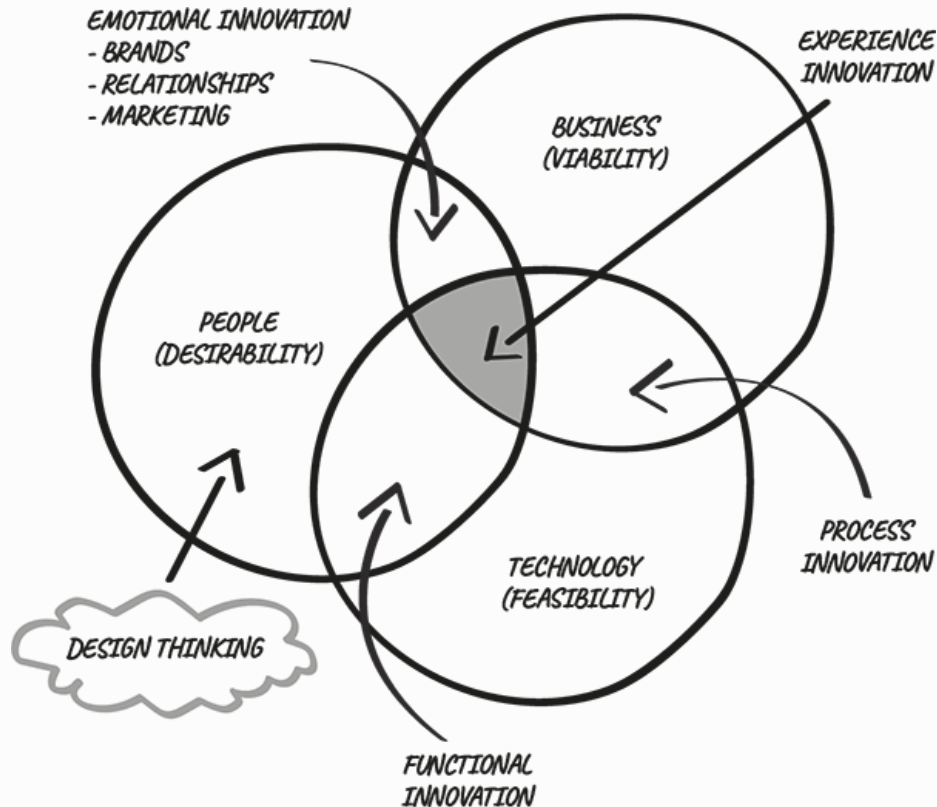 EMOTIONAL INNOVATION
- BRANDS
- RELATIONSHIPS
- MARKETING
EXPERIENCE
INNOVATION
BUSINESS
(VIABILITY)
PEOPLE
(DESIRABILITY)
PROCESS
INNOVATION
TECHNOLOGY
(FEASIBILITY)
DESIGN THINKING
FUNCTIONAL
INNOVATION